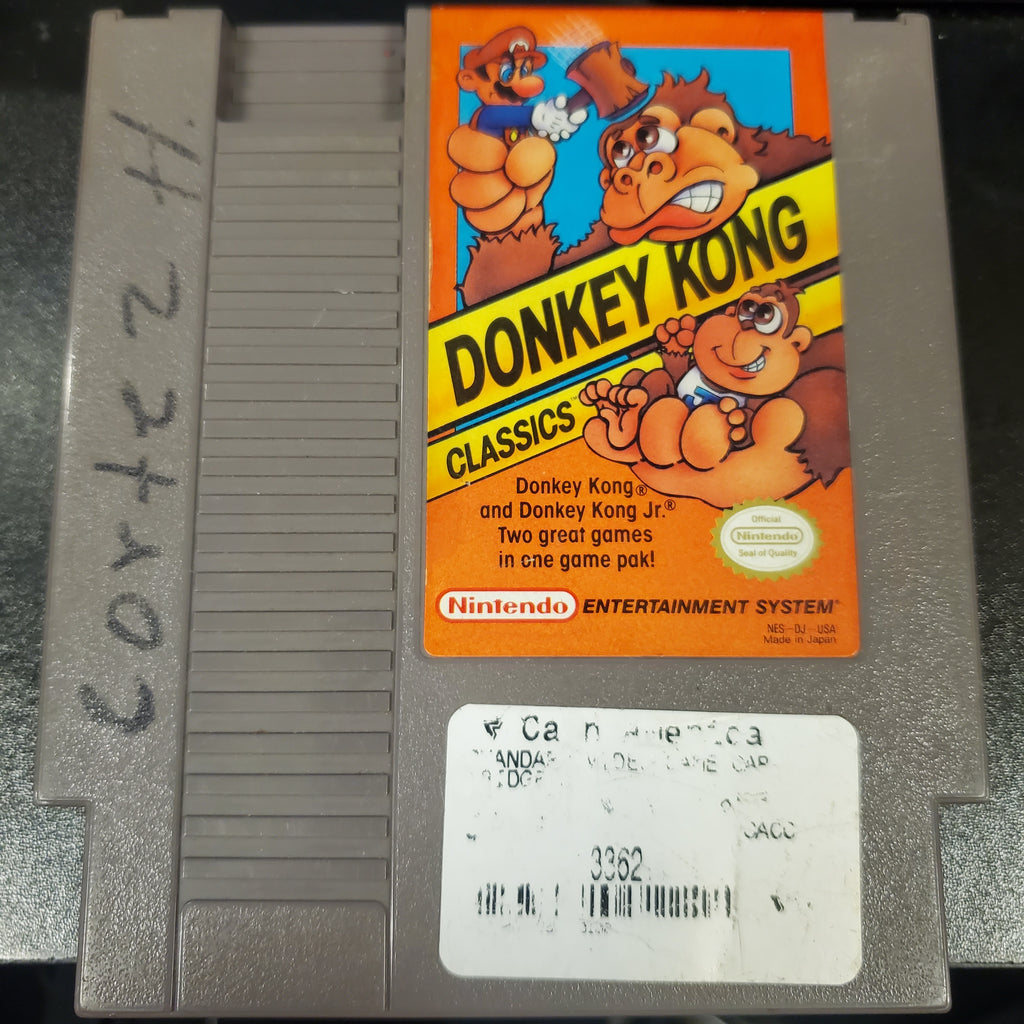 Cortez H.
DONKEY KONG
CLASSICS™
J
Donkey Kong®
and Donkey Kong Jr.®
Two great games
in one game pak!
Official
Nintendo
Seal of Quality
Nintendo ENTERTAINMENT SYSTEM
NES-DJ-USA
Made in Japan
3362